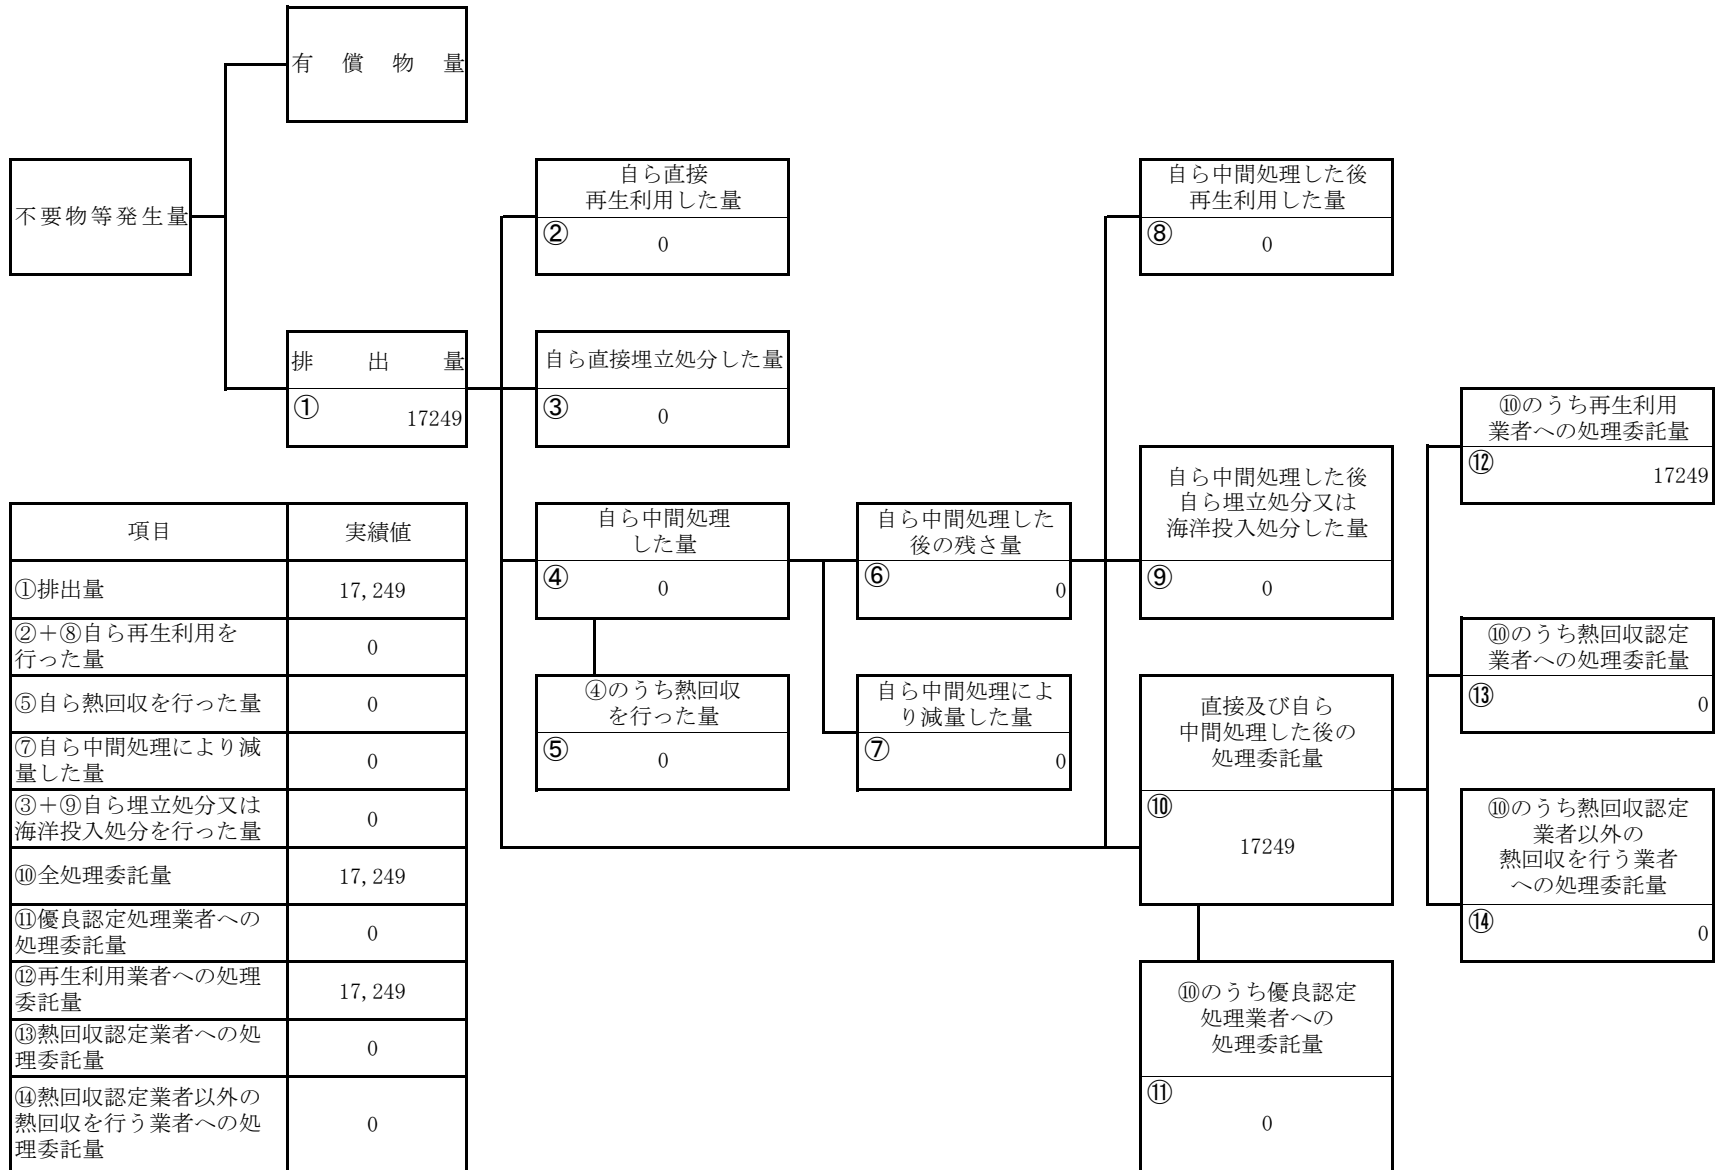 有償物量
不要物等発生量
排出量
①
17249
自ら直接
再生利用した量
②
0
自ら直接埋立処分した量
③
0
自ら中間処理
した量
④
0
④のうち熱回収
を行った量
⑤
0
自ら中間処理した
後の残さ量
⑥
0
自ら中間処理によ
り減量した量
⑦
0
自ら中間処理した後
再生利用した量
⑧
0
自ら中間処理した後
自ら埋立処分又は
海洋投入処分した量
⑨
0
直接及び自ら
中間処理した後の
処理委託量
⑩
17249
⑩のうち優良認定
処理業者への
処理委託量
⑪
0
⑩のうち再生利用
業者への処理委託量
⑫
17249
⑩のうち熱回収認定
業者への処理委託量
⑬
0
⑩のうち熱回収認定
業者以外の
熱回収を行う業者
への処理委託量
⑭
0
項目 実績値
①排出量 17,249
②＋⑧自ら再生利用を
行った量 0
⑤自ら熱回収を行った量 0
⑦自ら中間処理により減
量した量 0
③＋⑨自ら埋立処分又は
海洋投入処分を行った量 0
⑩全処理委託量 17,249
⑪優良認定処理業者への
処理委託量 0
⑫再生利用業者への処理
委託量 17,249
⑬熱回収認定業者への処
理委託量 0
⑭熱回収認定業者以外の
熱回収を行う業者への処
理委託量 0